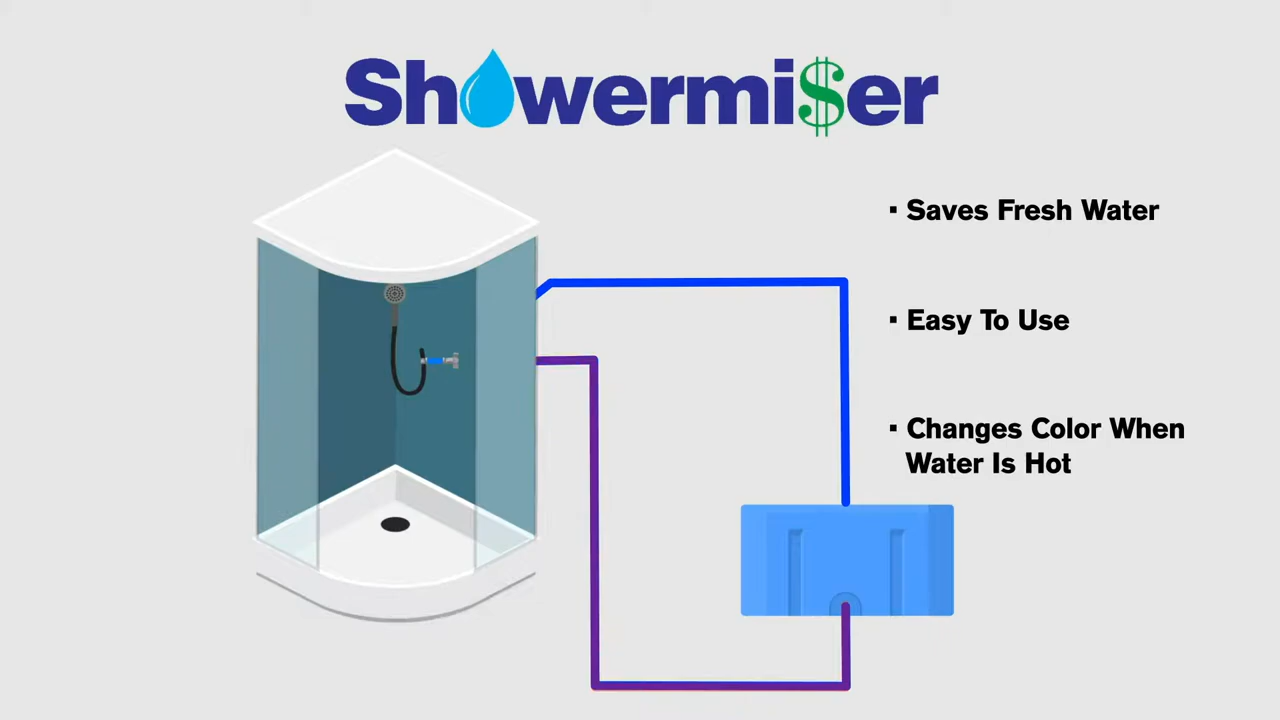 Showermi$er
▪ Saves Fresh Water
▪ Easy To Use
▪ Changes Color When
Water Is Hot